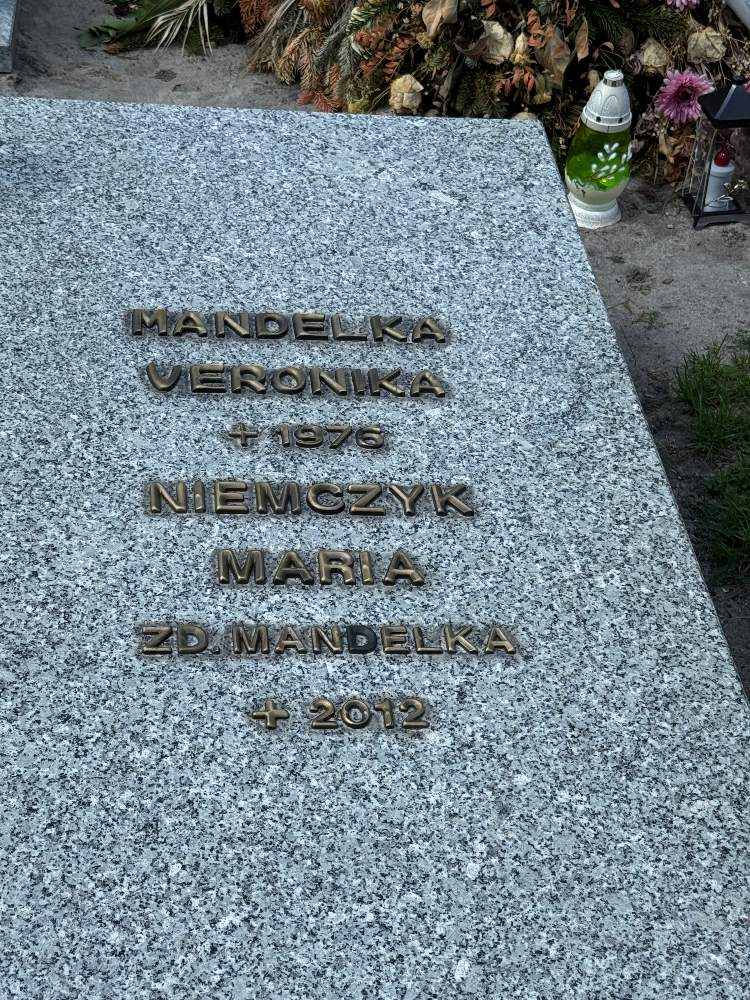 MANDELKA
VERONIKA
+ 1976
NIEMCZYK
MARIA
ZD. MANDELKA
+ 2012